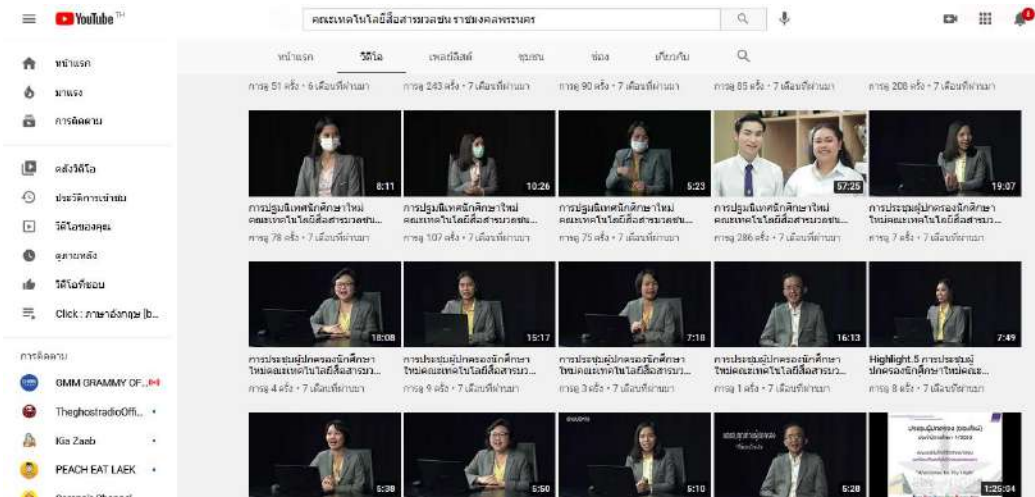 YouTube TH
คณะเทคโนโลยีสื่อสารมวลชน ราชมงคลพระนคร
หน้าแรก วิดีโอ เพลย์ลิสต์ ชุมชน ช่อง เกี่ยวกับ
หน้าแรก
มาแรง
การติดตาม
คลังวิดีโอ
ประวัติการเข้าชม
วิดีโอของคุณ
ดูภายหลัง
วิดีโอที่ชอบ
Click : ภาษาอังกฤษ [b...
การติดตาม
GMM GRAMMY OF...
TheghostradioOffi...
Kia Zaab
PEACH EAT LAEK
การดู 51 ครั้ง • 6 เดือนที่ผ่านมา
การดู 243 ครั้ง • 7 เดือนที่ผ่านมา
การดู 90 ครั้ง • 7 เดือนที่ผ่านมา
การดู 85 ครั้ง • 7 เดือนที่ผ่านมา
การดู 208 ครั้ง • 7 เดือนที่ผ่านมา
8:11
การปฐมนิเทศนักศึกษาใหม่
คณะเทคโนโลยีสื่อสารมวลชน...
การดู 78 ครั้ง • 7 เดือนที่ผ่านมา
10:26
การปฐมนิเทศนักศึกษาใหม่
คณะเทคโนโลยีสื่อสารมวลชน...
การดู 107 ครั้ง • 7 เดือนที่ผ่านมา
5:23
การปฐมนิเทศนักศึกษาใหม่
คณะเทคโนโลยีสื่อสารมวลชน...
การดู 75 ครั้ง • 7 เดือนที่ผ่านมา
57:25
การปฐมนิเทศนักศึกษาใหม่
คณะเทคโนโลยีสื่อสารมวลชน...
การดู 286 ครั้ง • 7 เดือนที่ผ่านมา
19:07
การประชุมผู้ปกครองนักศึกษา
ใหม่คณะเทคโนโลยีสื่อสารมว...
การดู 7 ครั้ง • 7 เดือนที่ผ่านมา
18:08
การประชุมผู้ปกครองนักศึกษา
ใหม่คณะเทคโนโลยีสื่อสารมว...
การดู 4 ครั้ง • 7 เดือนที่ผ่านมา
15:17
การประชุมผู้ปกครองนักศึกษา
ใหม่คณะเทคโนโลยีสื่อสารมว...
การดู 9 ครั้ง • 7 เดือนที่ผ่านมา
7:18
การประชุมผู้ปกครองนักศึกษา
ใหม่คณะเทคโนโลยีสื่อสารมว...
การดู 3 ครั้ง • 7 เดือนที่ผ่านมา
16:13
การประชุมผู้ปกครองนักศึกษา
ใหม่คณะเทคโนโลยีสื่อสารมว...
การดู 1 ครั้ง • 7 เดือนที่ผ่านมา
7:49
Highlight.5 การประชุมผู้
ปกครองนักศึกษาใหม่คณะ...
การดู 8 ครั้ง • 7 เดือนที่ผ่านมา
5:38
5:50
5:10
5:28
ประชุมผู้ปกครอง (ออนไลน์)
1:25:04